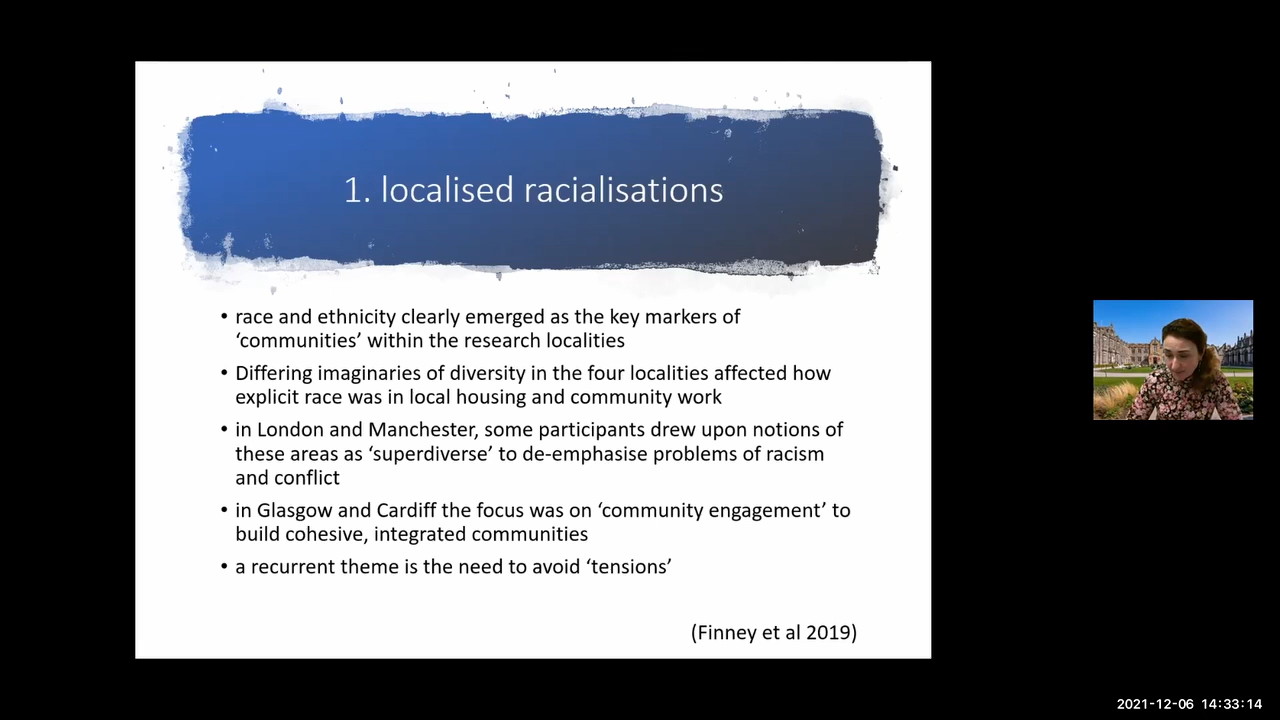 1. localised racialisations
• race and ethnicity clearly emerged as the key markers of
‘communities’ within the research localities
• Differing imaginaries of diversity in the four localities affected how
explicit race was in local housing and community work
• in London and Manchester, some participants drew upon notions of
these areas as ‘superdiverse’ to de-emphasise problems of racism
and conflict
• in Glasgow and Cardiff the focus was on ‘community engagement’ to
build cohesive, integrated communities
• a recurrent theme is the need to avoid ‘tensions’
(Finney et al 2019)
2021-12-06 14:33:14